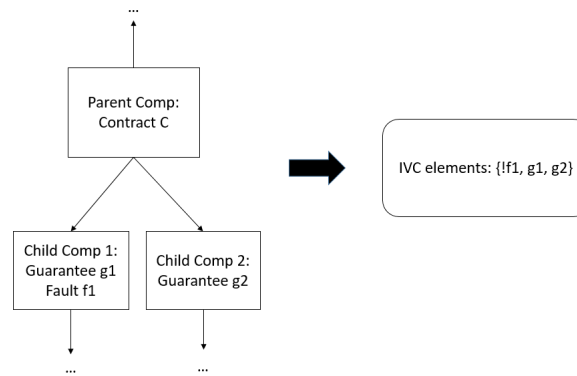 ...
Parent Comp:
Contract C
IVC elements: {!f1, g1, g2}
Child Comp 1:
Guarantee g1
Fault f1
Child Comp 2:
Guarantee g2
...
...